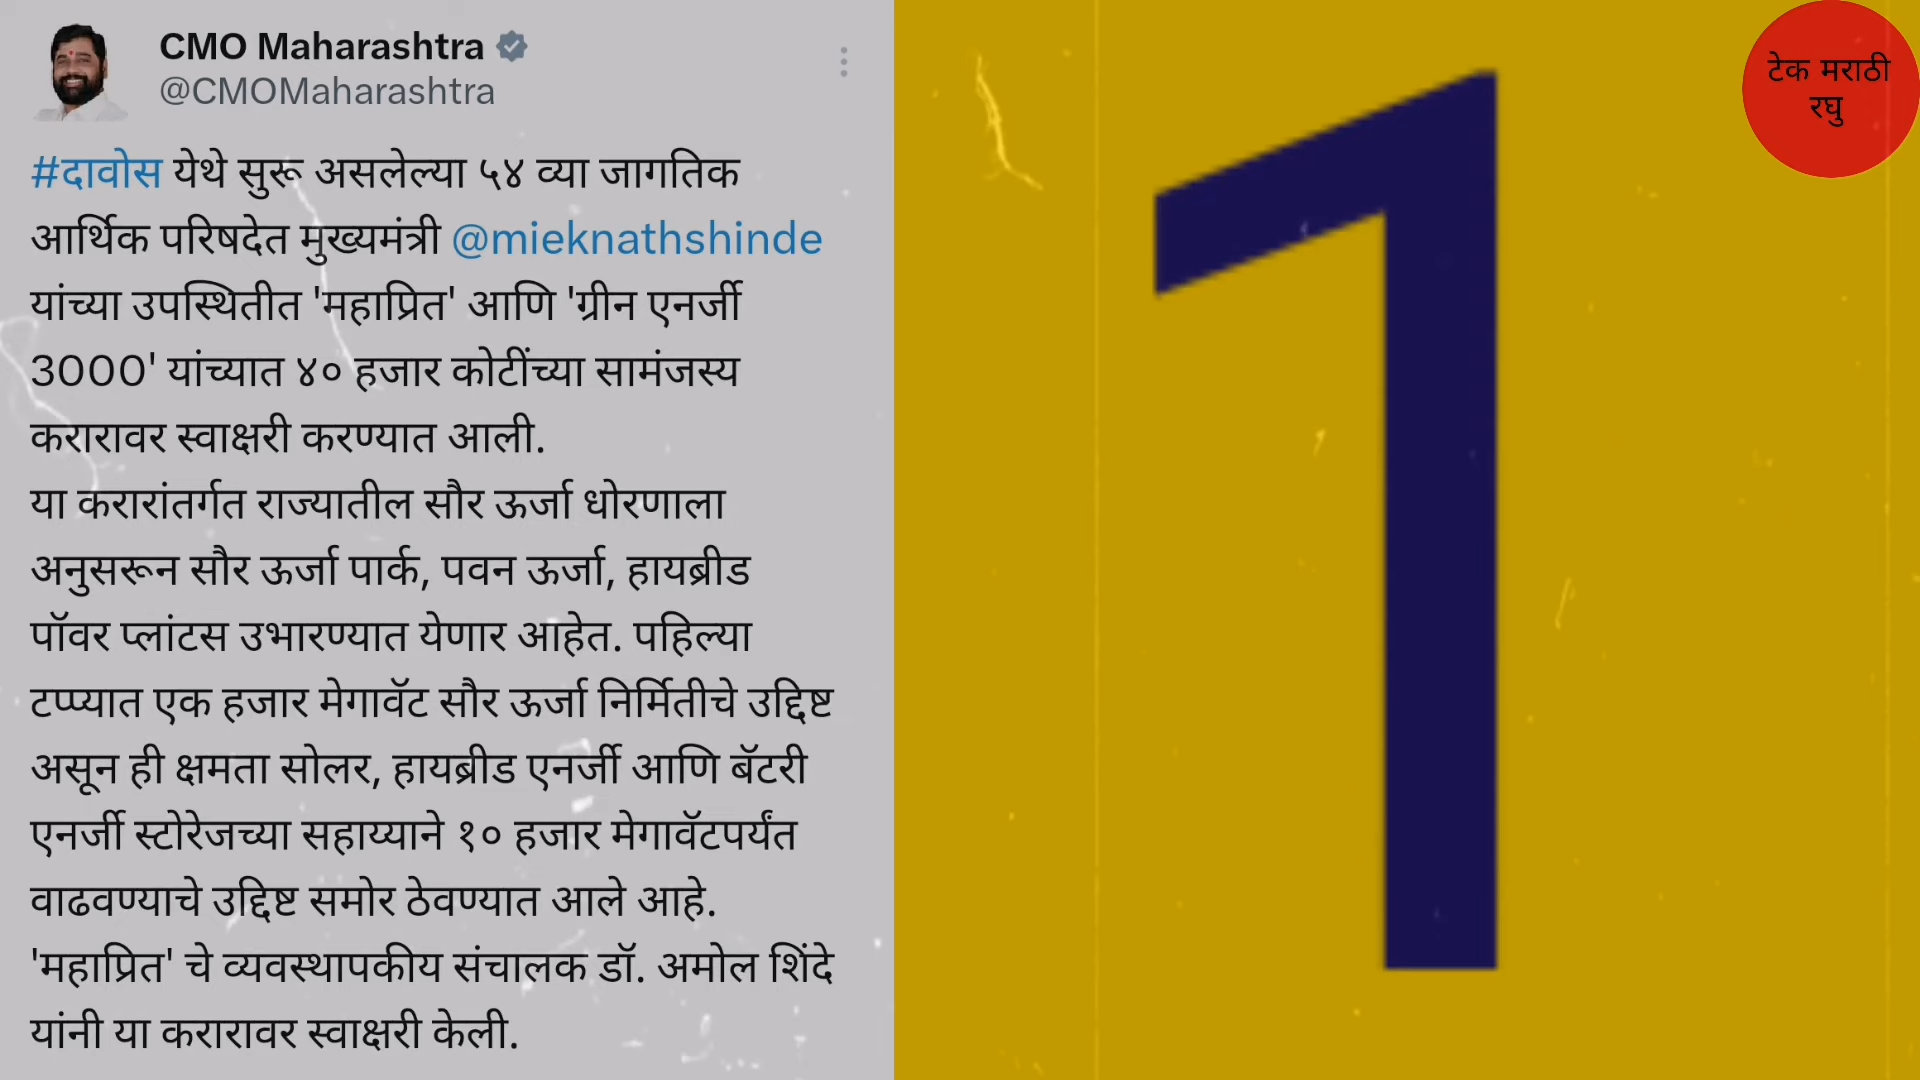 CMO Maharashtra
@CMOMaharashtra
#दावोस येथे सुरू असलेल्या ५४ व्या जागतिक
आर्थिक परिषदेत मुख्यमंत्री @mieknathshinde
यांच्या उपस्थितीत 'महाप्रित' आणि 'ग्रीन एनर्जी
3000' यांच्यात ४० हजार कोटींच्या सामंजस्य
करारावर स्वाक्षरी करण्यात आली.
या करारांतर्गत राज्यातील सौर ऊर्जा धोरणाला
अनुसरून सौर ऊर्जा पार्क, पवन ऊर्जा, हायब्रीड
पॉवर प्लांटस उभारण्यात येणार आहेत. पहिल्या
टप्प्यात एक हजार मेगावॅट सौर ऊर्जा निर्मितीचे उद्दिष्ट
असून ही क्षमता सोलर, हायब्रीड एनर्जी आणि बॅटरी
एनर्जी स्टोरेजच्या सहाय्याने १० हजार मेगावॅटपर्यंत
वाढवण्याचे उद्दिष्ट समोर ठेवण्यात आले आहे.
'महाप्रित' चे व्यवस्थापकीय संचालक डॉ. अमोल शिंदे
यांनी या करारावर स्वाक्षरी केली.
1
टेक मराठी
रघु